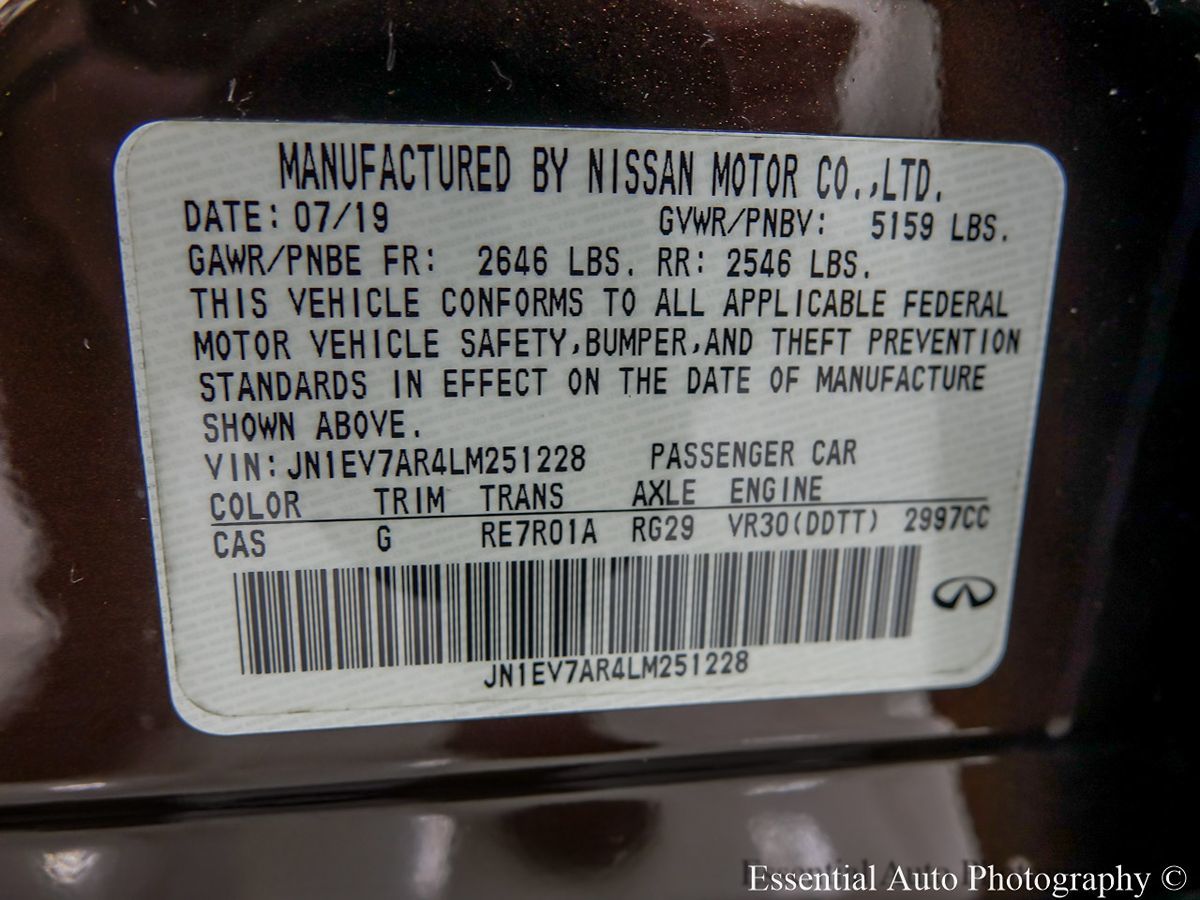 MANUFACTURED BY NISSAN MOTOR CO.,LTD.
DATE: 07/19 GVWR/PNBV: 5159 LBS.
GAWR/PNBE FR: 2646 LBS. RR: 2546 LBS.
THIS VEHICLE CONFORMS TO ALL APPLICABLE FEDERAL
MOTOR VEHICLE SAFETY,BUMPER,AND THEFT PREVENTION
STANDARDS IN EFFECT ON THE DATE OF MANUFACTURE
SHOWN ABOVE.
VIN:JN1EV7AR4LM251228 PASSENGER CAR
COLOR TRIM TRANS AXLE ENGINE
CAS G RE7R01A RG29 VR30(DDTT) 2997CC
JN1EV7AR4LM251228
Essential Auto Photography ©